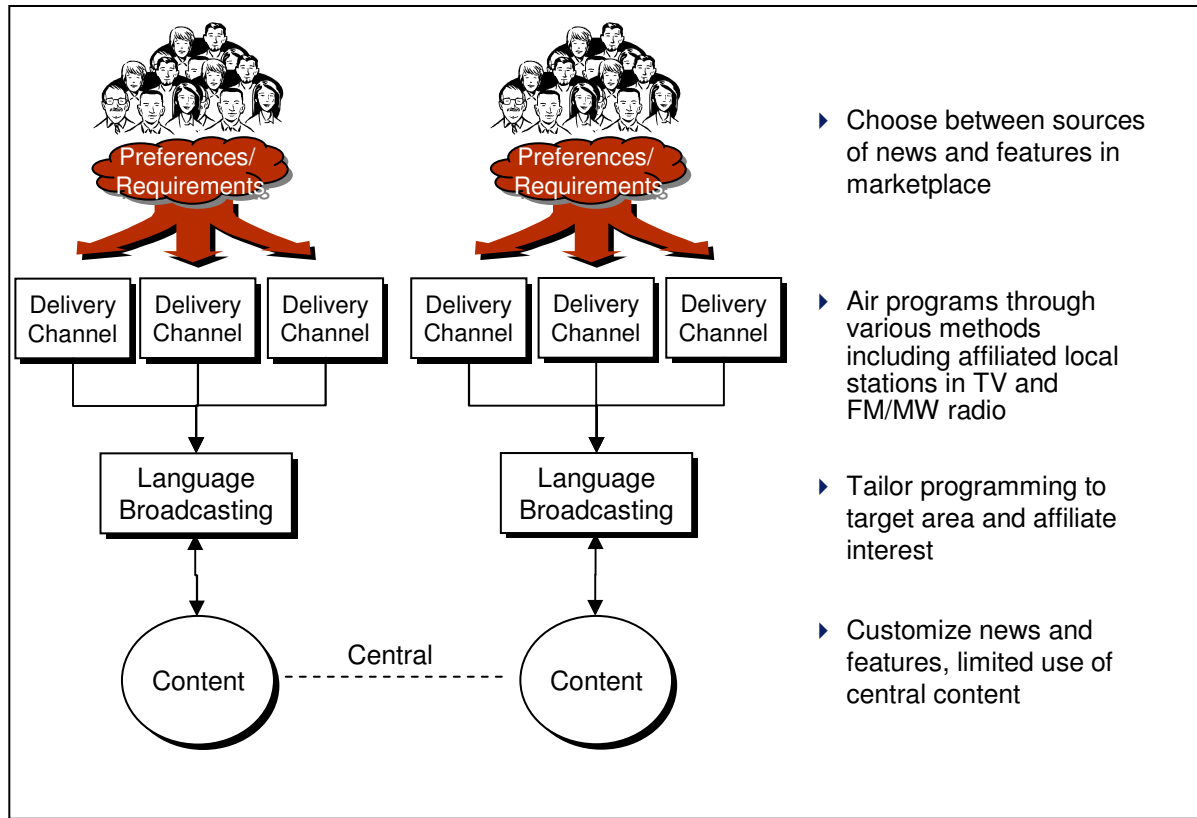 Preferences/
Requirements
Preferences/
Requirements
Choose between sources
of news and features in
marketplace
Delivery
Channel
Delivery
Channel
Delivery
Channel
Delivery
Channel
Delivery
Channel
Delivery
Channel
Air programs through
various methods
including affiliated local
stations in TV and
FM/MW radio
Language
Broadcasting
Language
Broadcasting
Tailor programming to
target area and affiliate
interest
Content
Central
Content
Customize news and
features, limited use of
central content